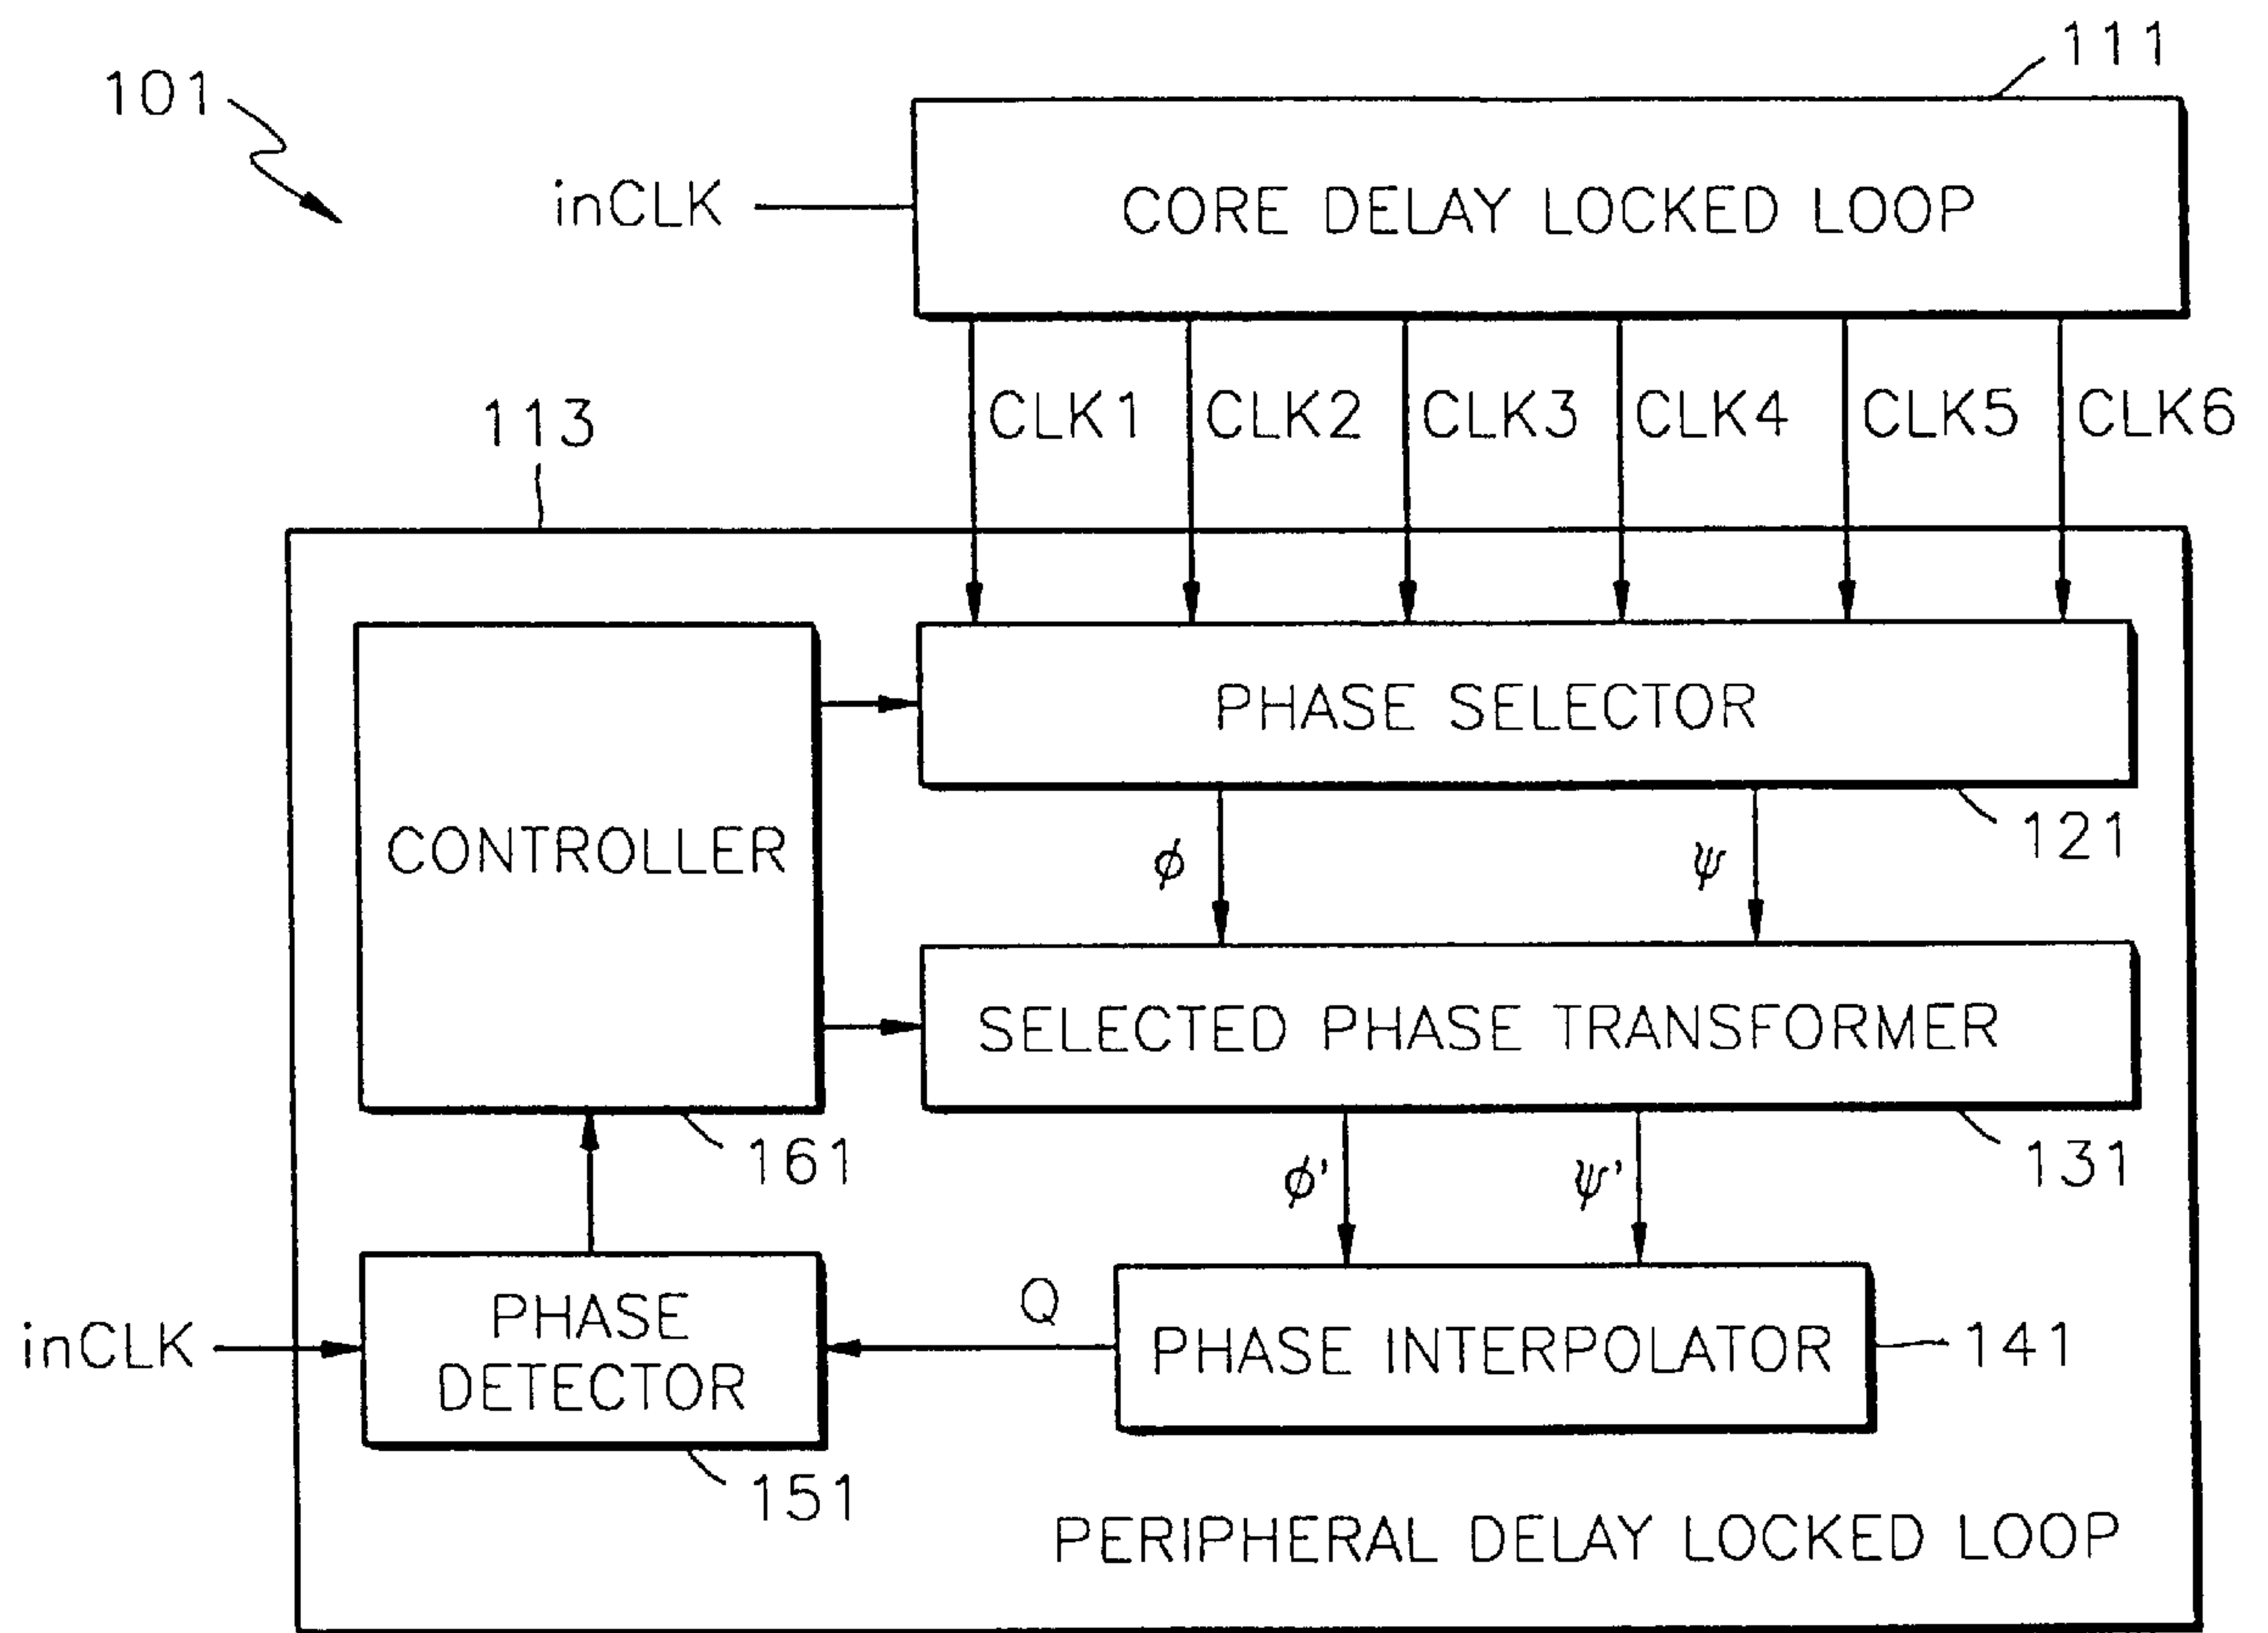 111
101
inCLK
CORE DELAY LOCKED LOOP
CLK1
CLK2
CLK3
CLK4
CLK5
CLK6
113
PHASE SELECTOR
121
CONTROLLER
ϕ
ψ
SELECTED PHASE TRANSFORMER
131
161
ϕ'
ψ'
inCLK
PHASE
DETECTOR
Q
PHASE INTERPOLATOR
141
151
PERIPHERAL DELAY LOCKED LOOP